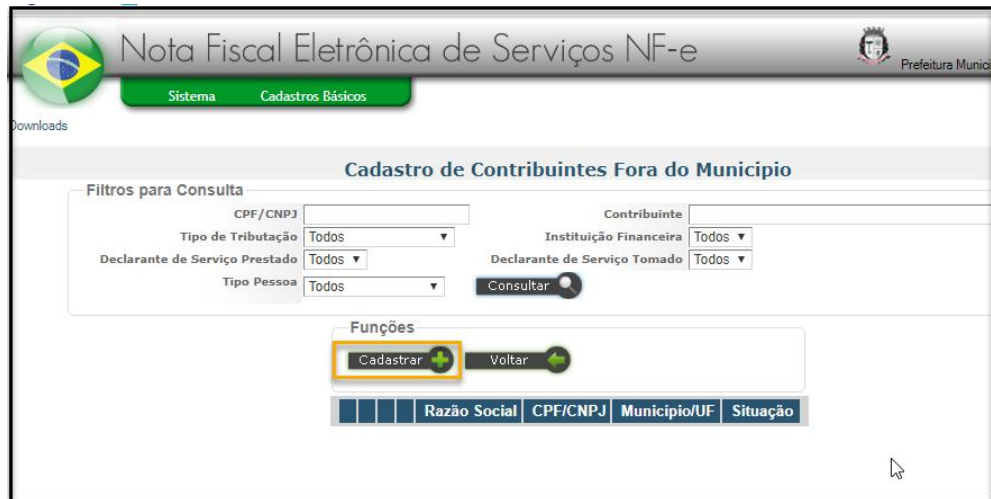 Nota Fiscal Eletrônica de Serviços NF-e
Prefeitura Munici
Sistema Cadastros Básicos
Downloads
Cadastro de Contribuintes Fora do Municipio
Filtros para Consulta
CPF/CNPJ Contribuinte
Tipo de Tributação Todos Instituição Financeira Todos
Declarante de Serviço Prestado Todos Declarante de Serviço Tomado Todos
Tipo Pessoa Todos Consultar
Funções
Cadastrar Voltar
Razão Social CPF/CNPJ Município/UF Situação